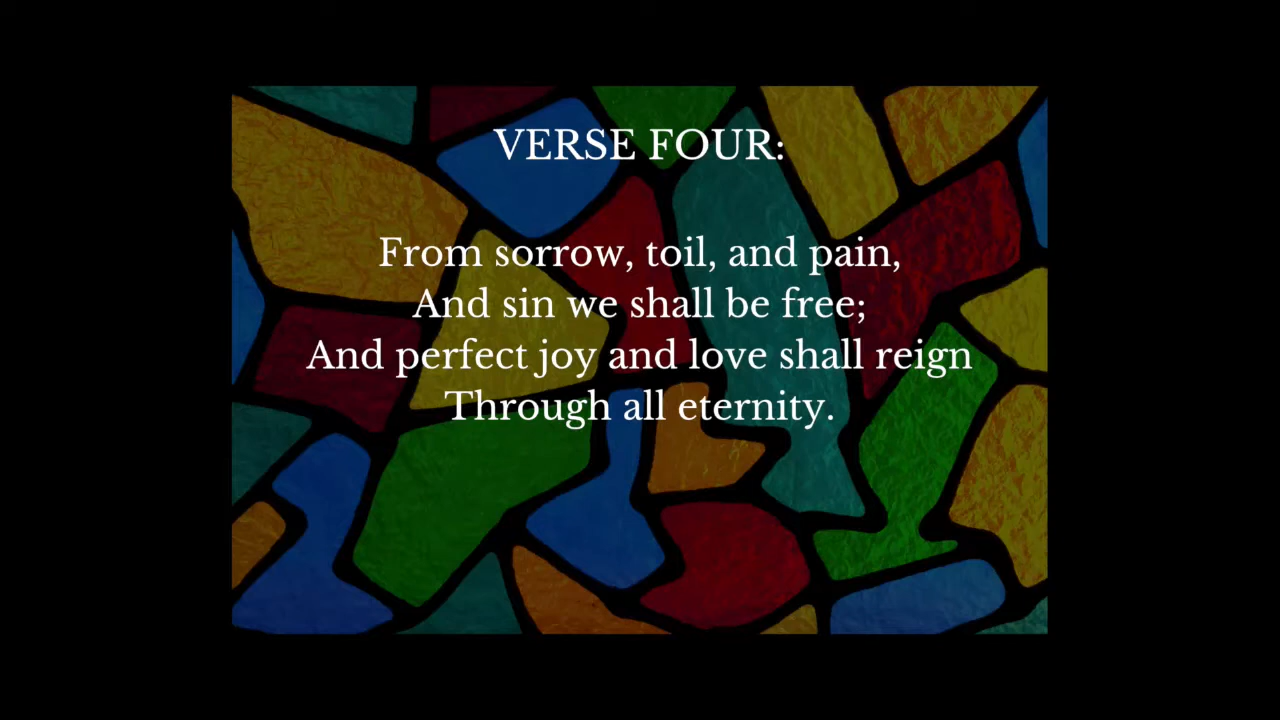 VERSE FOUR:
From sorrow, toil, and pain,
And sin we shall be free;
And perfect joy and love shall reign
Through all eternity.